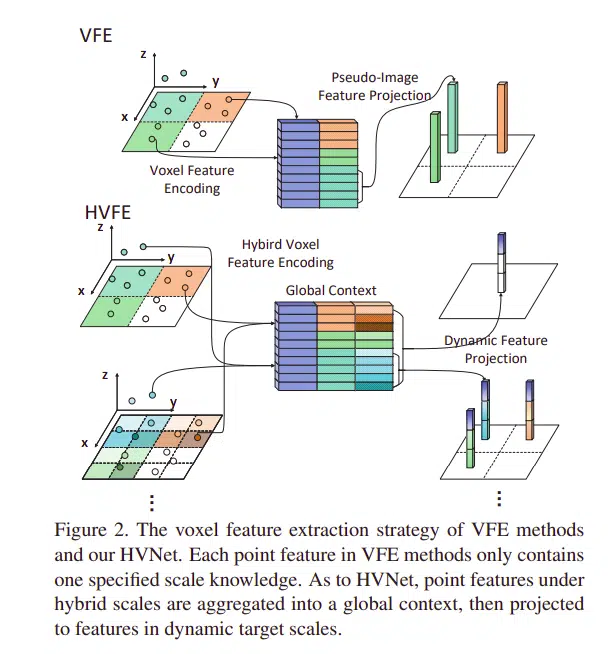 VFE
z
y
x
Pseudo-Image
Feature Projection
Voxel Feature
Encoding
HVFE
z
y
x
Hybird Voxel
Feature Encoding
Global Context
Dynamic Feature
Projection
z
y
x
⋮
⋮
Figure 2. The voxel feature extraction strategy of VFE methods
and our HVNet. Each point feature in VFE methods only contains
one specified scale knowledge. As to HVNet, point features under
hybrid scales are aggregated into a global context, then projected
to features in dynamic target scales.